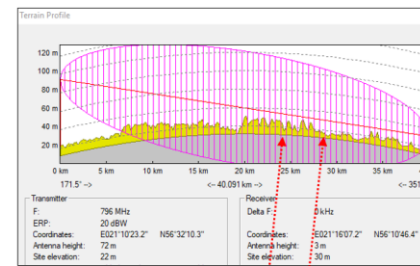 Terrain Profile
120 m
100 m
80 m
60 m
40 m
20 m
0 km 5 km 10 km 15 km 20 km 25 km 30 km 35 km
171.5° --> <-- 40.091 km --> <-- 351
Transmitter Receiver
F: 796 MHz Delta F: 0 kHz
ERP: 20 dBW
Coordinates: E021°10'23.2" N56°32'10.3" Coordinates: E021°16'07.2" N56°10'46.4"
Antenna height: 72 m Antenna height: 3 m
Site elevation: 22 m Site elevation: 30 m